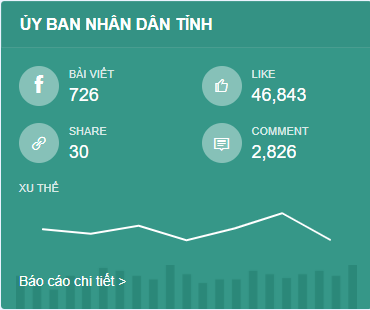 ỦY BAN NHÂN DÂN TỈNH
BÀI VIẾT
726
LIKE
46,843
SHARE
30
COMMENT
2,826
XU THẾ
Báo cáo chi tiết >